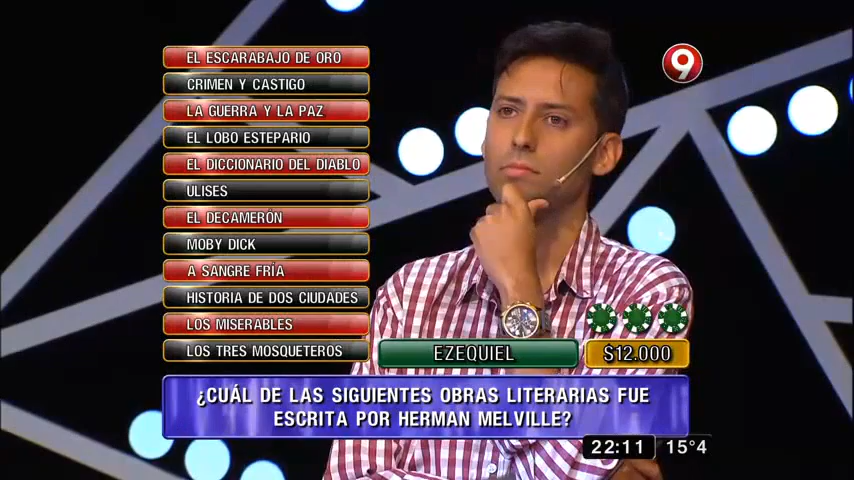 EL ESCARABAJO DE ORO
CRIMEN Y CASTIGO
LA GUERRA Y LA PAZ
EL LOBO ESTEPARIO
EL DICCIONARIO DEL DIABLO
ULISES
EL DECAMERÓN
MOBY DICK
A SANGRE FRÍA
HISTORIA DE DOS CIUDADES
LOS MISERABLES
LOS TRES MOSQUETEROS
9
EZEQUIEL
$12.000
¿CUÁL DE LAS SIGUIENTES OBRAS LITERARIAS FUE
ESCRITA POR HERMAN MELVILLE?
22:11
15°4